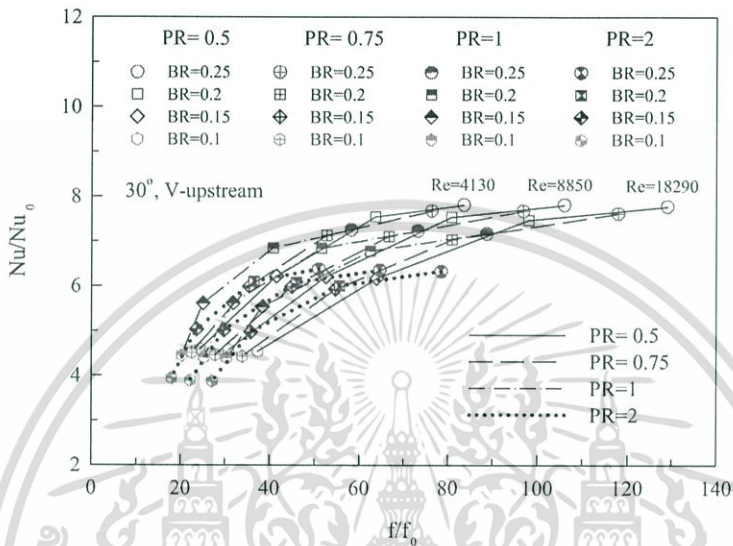 12
10
8
6
4
2
Nu/Nu₀
PR= 0.5 PR= 0.75 PR=1 PR= 2
BR=0.25 BR=0.25 BR=0.25 BR=0.25
BR=0.2 BR=0.2 BR=0.2 BR=0.2
BR=0.15 BR=0.15 BR=0.15 BR=0.15
BR=0.1 BR=0.1 BR=0.1 BR=0.1
30°, V-upstream
Re=4130 Re=8850 Re=18290
PR= 0.5
PR= 0.75
PR=1
PR=2
0 20 40 60 80 100 120 140
f/f₀